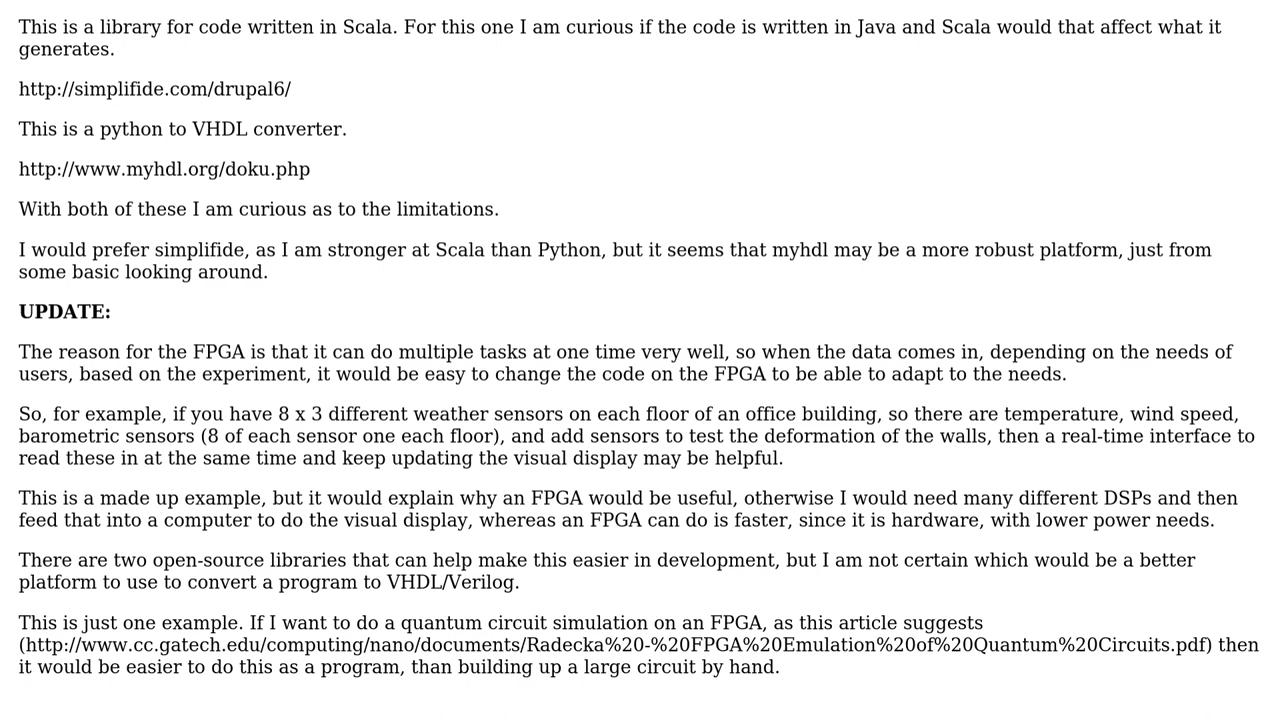 This is a library for code written in Scala. For this one I am curious if the code is written in Java and Scala would that affect what it
generates.
http://simplifide.com/drupal6/
This is a python to VHDL converter.
http://www.myhdl.org/doku.php
With both of these I am curious as to the limitations.
I would prefer simplifide, as I am stronger at Scala than Python, but it seems that myhdl may be a more robust platform, just from
some basic looking around.
UPDATE:
The reason for the FPGA is that it can do multiple tasks at one time very well, so when the data comes in, depending on the needs of
users, based on the experiment, it would be easy to change the code on the FPGA to be able to adapt to the needs.
So, for example, if you have 8 x 3 different weather sensors on each floor of an office building, so there are temperature, wind speed,
barometric sensors (8 of each sensor one each floor), and add sensors to test the deformation of the walls, then a real-time interface to
read these in at the same time and keep updating the visual display may be helpful.
This is a made up example, but it would explain why an FPGA would be useful, otherwise I would need many different DSPs and then
feed that into a computer to do the visual display, whereas an FPGA can do is faster, since it is hardware, with lower power needs.
There are two open-source libraries that can help make this easier in development, but I am not certain which would be a better
platform to use to convert a program to VHDL/Verilog.
This is just one example. If I want to do a quantum circuit simulation on an FPGA, as this article suggests
(http://www.cc.gatech.edu/computing/nano/documents/Radecka%20-%20FPGA%20Emulation%20of%20Quantum%20Circuits.pdf) then
it would be easier to do this as a program, than building up a large circuit by hand.